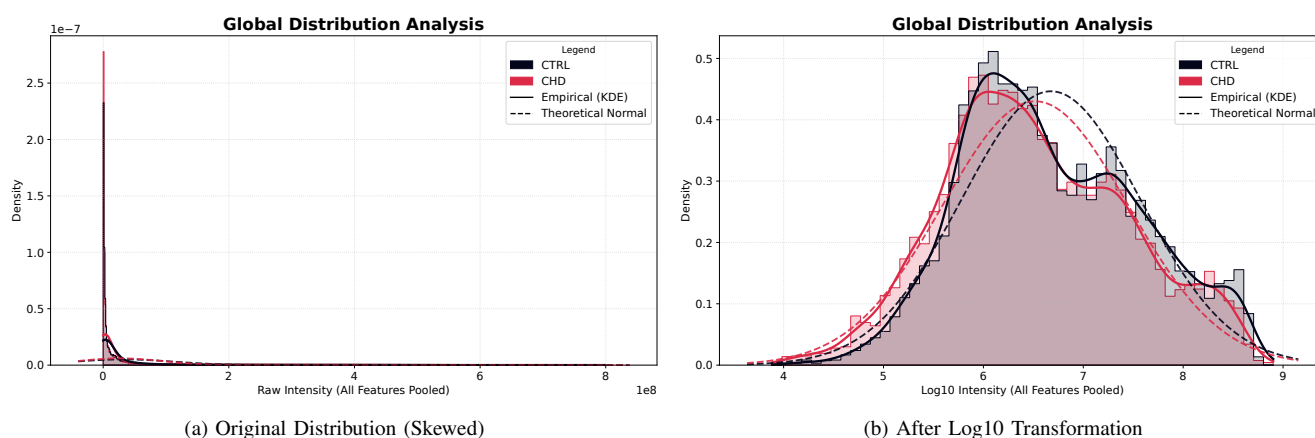 Global Distribution Analysis
1e−7
Legend
CTRL
CHD
Empirical (KDE)
Theoretical Normal
2.5
2.0
1.5
1.0
0.5
0.0
Density
0
2
4
6
8
1e8
Raw Intensity (All Features Pooled)
(a) Original Distribution (Skewed)
Global Distribution Analysis
Legend
CTRL
CHD
Empirical (KDE)
Theoretical Normal
0.5
0.4
0.3
0.2
0.1
0.0
Density
4
5
6
7
8
9
Log10 Intensity (All Features Pooled)
(b) After Log10 Transformation